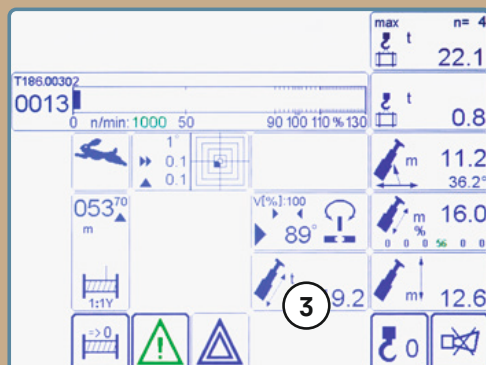 max n= 4
t
22.1
T186.00302
0013
0 n/min: 1000 50 90 100 110 % 130
t
0.8
1°
0.1
0.1
m 11.2
36.2°
053 70
m
V[%]:100
89°
m 16.0
%
0 0 0 56 0 0
1:1Y
t
9.2
3
m 12.6
=> 0
0